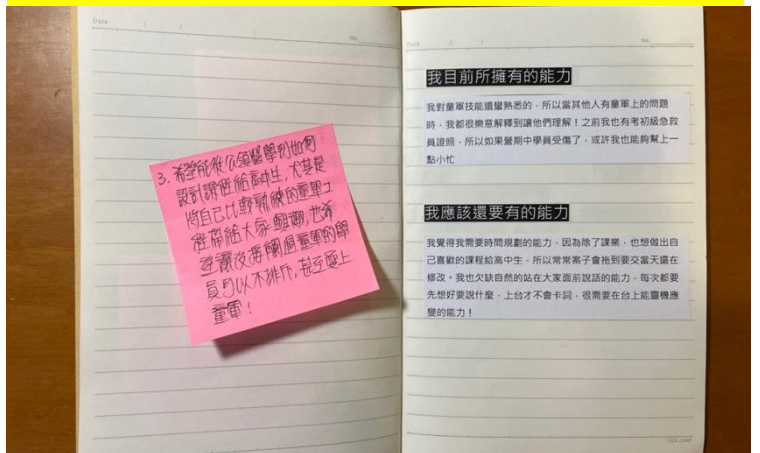 Date
No
3. 希望能從公領營學到如何
設計課程給高中生,尤其是
將自己比較熟練的童軍工
程帶給大家
學讓沒接觸過童軍的學
員可以不排斥,甚至愛上
童軍!
Date
No
我目前所擁有的能力
我對童軍技能還蠻熟悉的,所以當其他人有童軍上的問題
時,我都很樂意解釋到讓他們理解!之前我也有考初級急救
員證照,所以如果營期中學員受傷了,或許我也能夠幫上一
點小忙
我應該還要有的能力
我覺得我需要時間規劃的能力,因為除了課業,也想做出自
己喜歡的課程給高中生,所以常常案子會拖到要交當天還在
修改。我也欠缺自然的站在大家面前說話的能力,每次都要
先想好要說什麼,上台才不會卡詞,很需要在台上能靈機應
變的能力!